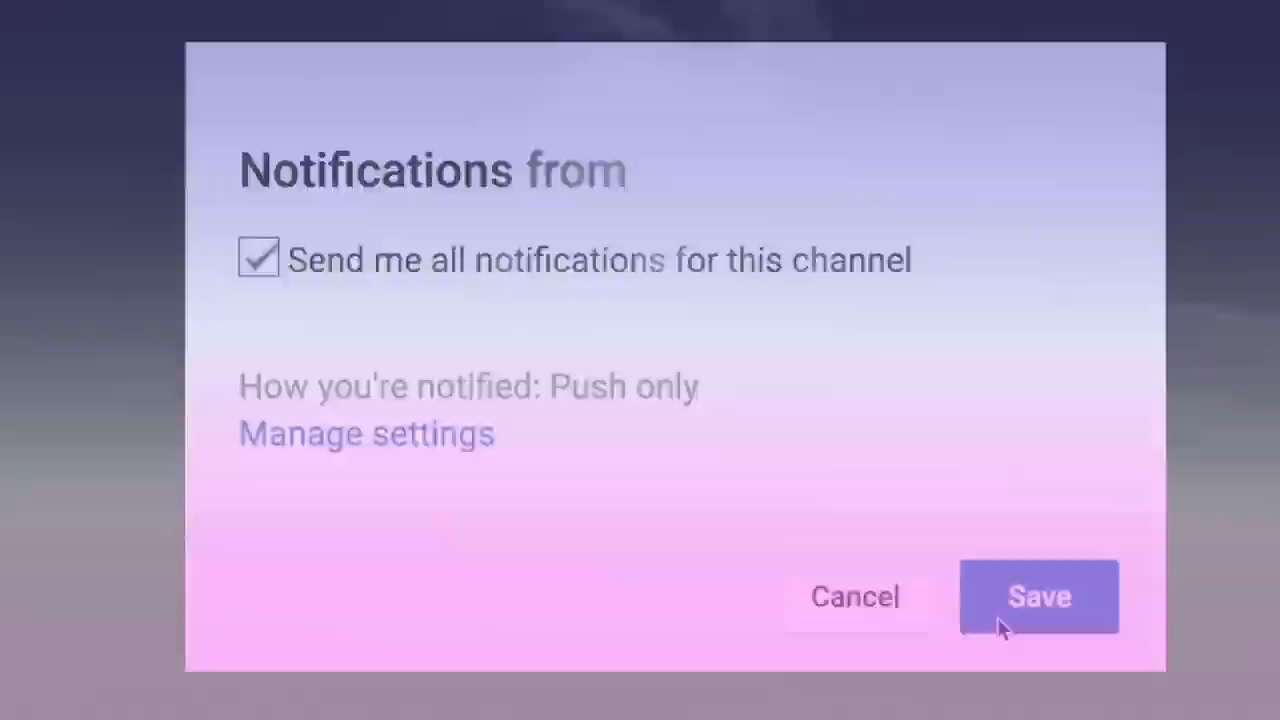 Notifications from
Send me all notifications for this channel
How you're notified: Push only
Manage settings
Cancel
Save